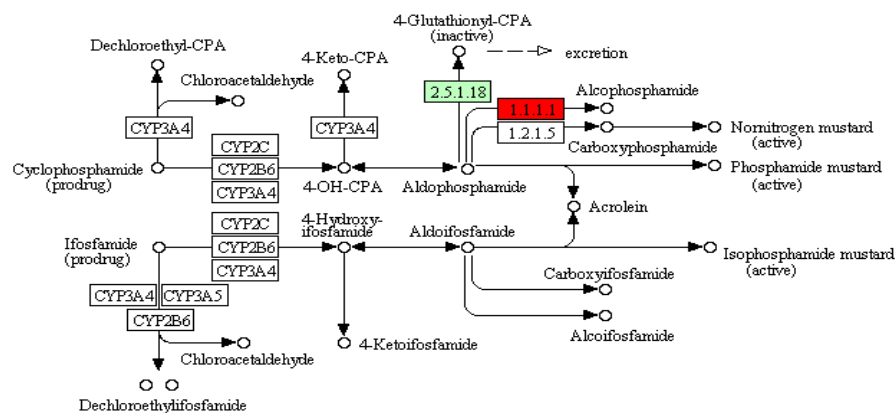 4-Glutathionyl-CPA
(inactive)
excretion
Dechloroethyl-CPA
4-Keto-CPA
Chloroacetaldehyde
2.5.1.18
Alcophosphamide
1.1.1.1
CYP3A4
CYP3A4
1.2.1.5
Carboxyphosphamide
Nornitrogen mustard
(active)
CYP2C
CYP2B6
CYP3A4
Cyclophosphamide
(prodrug)
4-OH-CPA
Aldophosphamide
Phosphamide mustard
(active)
Acrolein
CYP2C
CYP2B6
CYP3A4
4-Hydroxy-
ifosfamide
Aldoifosfamide
Ifosfamide
(prodrug)
Isophosphamide mustard
(active)
Carboxyifosfamide
CYP3A4
CYP3A5
CYP2B6
Alcoifosfamide
4-Ketoifosfamide
Chloroacetaldehyde
Dechloroethylifosfamide